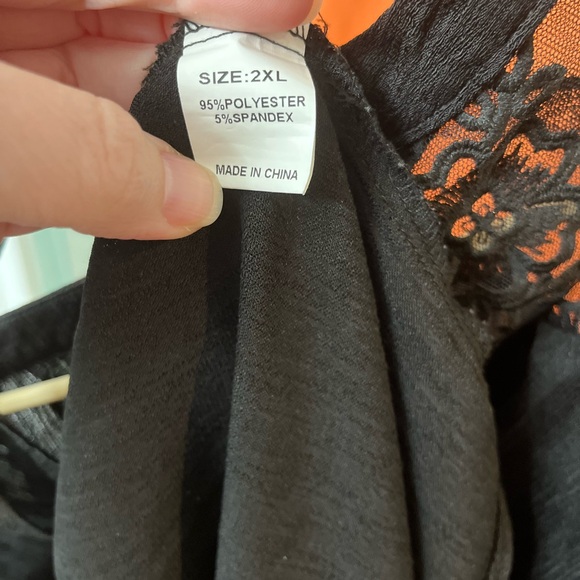 SIZE:2XL
95%POLYESTER
5%SPANDEX
MADE IN CHINA